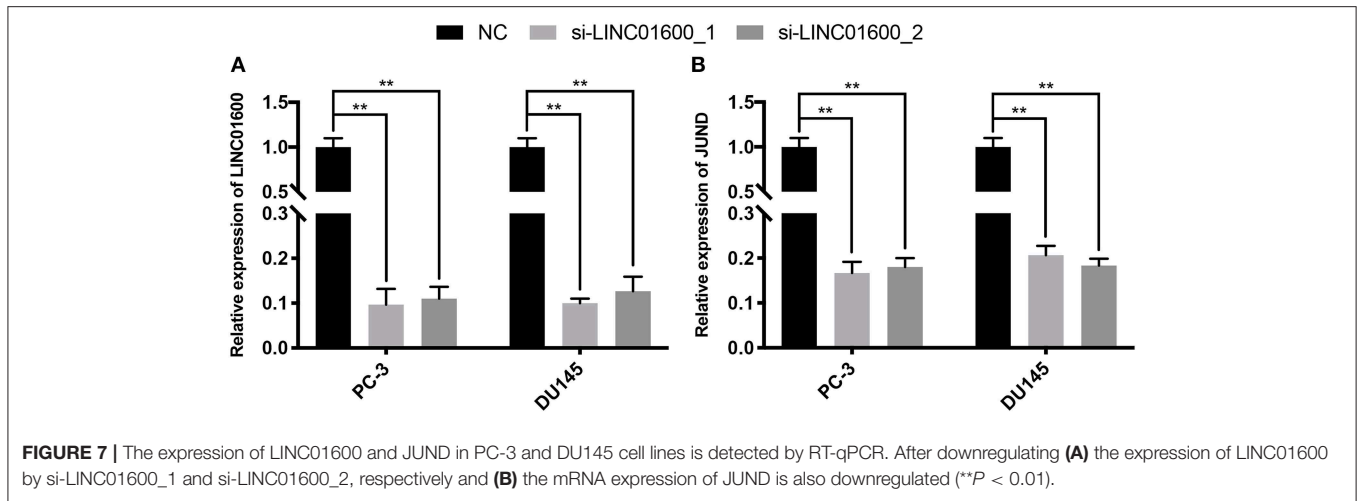 NC si-LINC01600_1 si-LINC01600_2
A
Relative expression of LINC01600
1.5
1.0
0.5
0.3
0.2
0.1
0.0
**
**
**
**
PC-3
DU145
B
Relative expression of JUND
1.5
1.0
0.5
0.3
0.2
0.1
0.0
**
**
**
**
PC-3
DU145
FIGURE 7 | The expression of LINC01600 and JUND in PC-3 and DU145 cell lines is detected by RT-qPCR. After downregulating (A) the expression of LINC01600
by si-LINC01600_1 and si-LINC01600_2, respectively and (B) the mRNA expression of JUND is also downregulated (**P < 0.01).